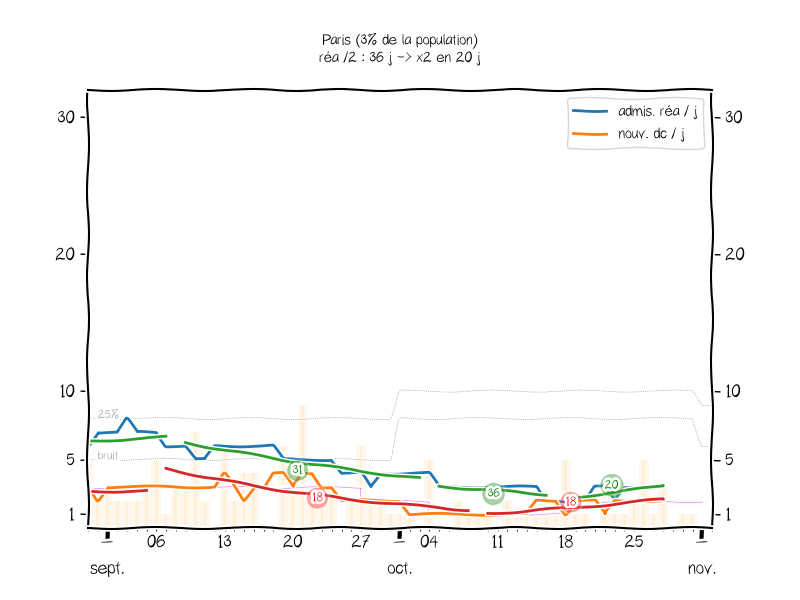 Paris (3% de la population)
réa /2 : 36 j -> x2 en 20 j
admis. réa / j
nouv. dc / j
30 30
20 20
10 10
25%
bruit
5 5
31
36
20
18
18
1 1
06 13 20 27 04 11 18 25
sept. oct. nov.